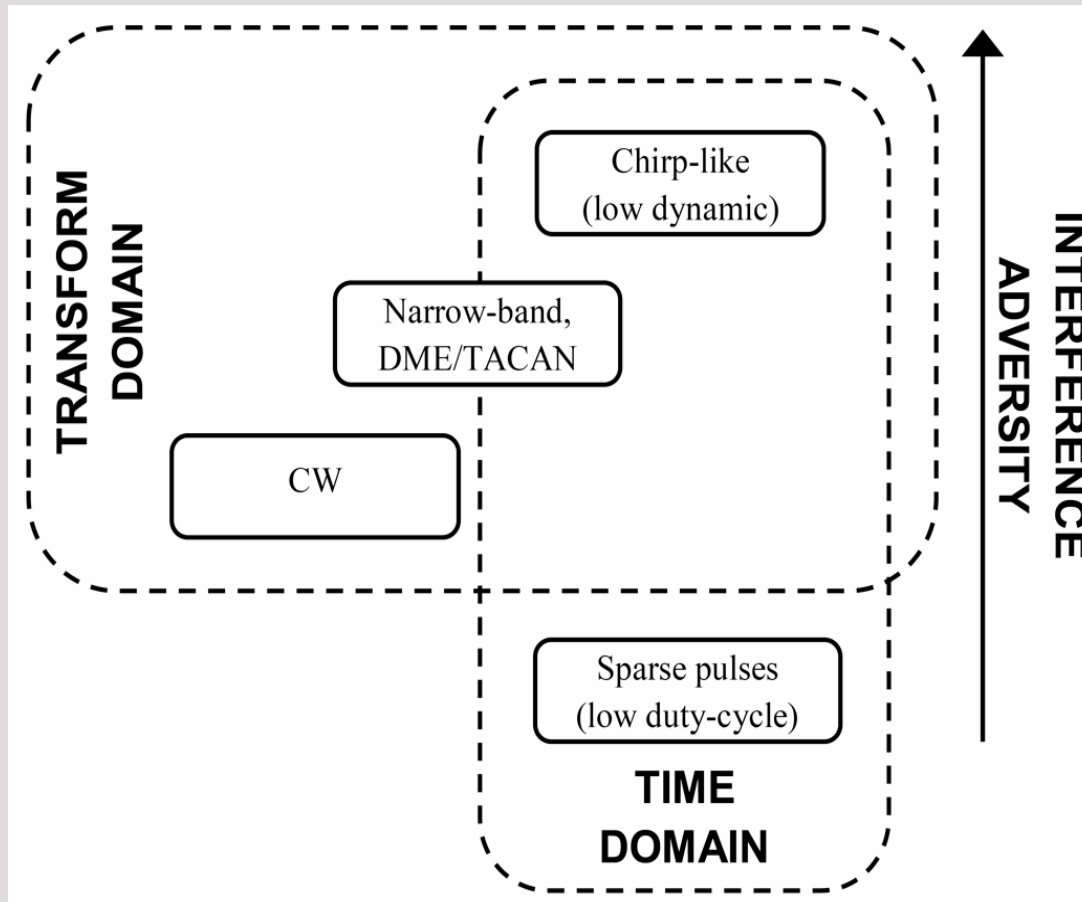 Chirp-like
(low dynamic)
TRANSFORM
DOMAIN
Narrow-band,
DME/TACAN
CW
Sparse pulses
(low duty-cycle)
TIME
DOMAIN
INTERFERENCE
ADVERSITY